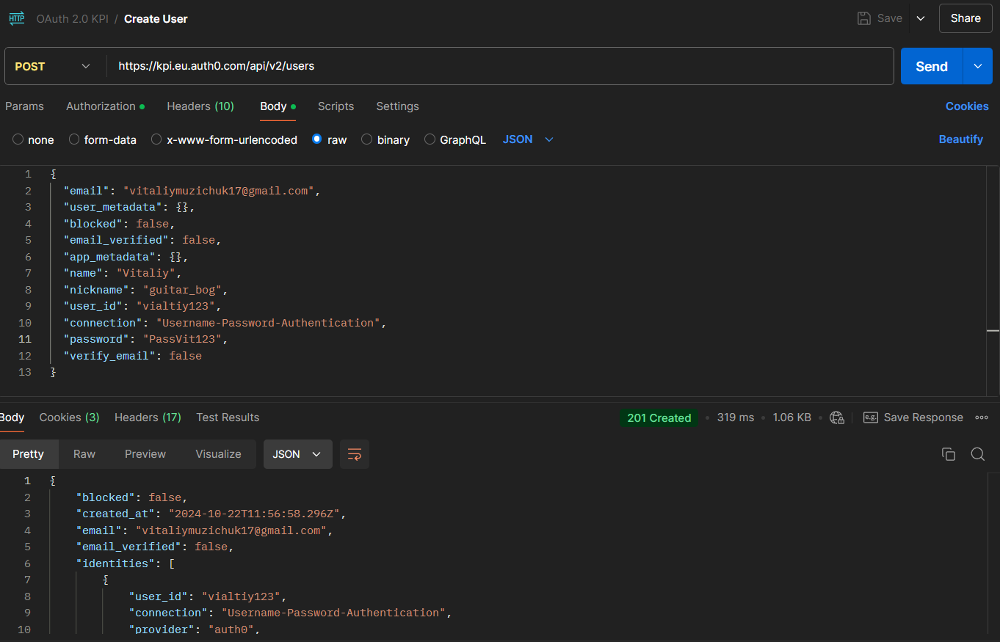 HTTP OAuth 2.0 KPI / Create User Save Share
POST https://kpi.eu.auth0.com/api/v2/users Send
Params Authorization Headers (10) Body Scripts Settings Cookies
none form-data x-www-form-urlencoded raw binary GraphQL JSON Beautify
1 {
2 "email": "vitaliymuzichuk17@gmail.com",
3 "user_metadata": {},
4 "blocked": false,
5 "email_verified": false,
6 "app_metadata": {},
7 "name": "Vitaliy",
8 "nickname": "guitar_bog",
9 "user_id": "vialtiy123",
10 "connection": "Username-Password-Authentication",
11 "password": "PassVit123",
12 "verify_email": false
13 }
Body Cookies (3) Headers (17) Test Results 201 Created 319 ms 1.06 KB e.g. Save Response
Pretty Raw Preview Visualize JSON
1 {
2 "blocked": false,
3 "created_at": "2024-10-22T11:56:58.296Z",
4 "email": "vitaliymuzichuk17@gmail.com",
5 "email_verified": false,
6 "identities": [
7 {
8 "user_id": "vialtiy123",
9 "connection": "Username-Password-Authentication",
10 "provider": "auth0",